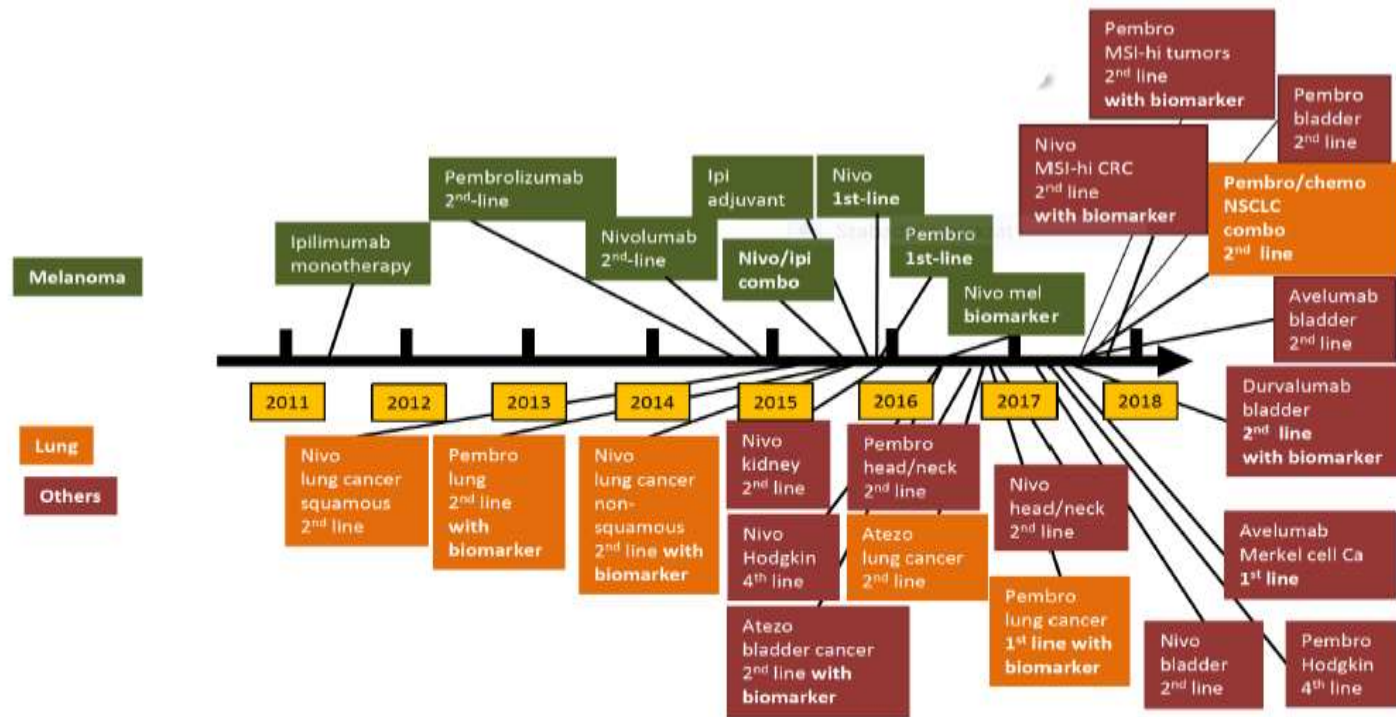 Pembro
MSI-hi tumors
2nd line
with biomarker
Pembro
bladder
2nd line
Nivo
MSI-hi CRC
2nd line
with biomarker
Pembrolizumab
2nd-line
Ipi
adjuvant
Nivo
1st-line
Pembro/chemo
NSCLC
combo
2nd line
Ipilimumab
monotherapy
Nivolumab
2nd-line
Nivo/ipi
combo
Pembro
1st-line
Melanoma
Nivo mel
biomarker
Avelumab
bladder
2nd line
2011
2012
2013
2014
2015
2016
2017
2018
Durvalumab
bladder
2nd line
with biomarker
Lung
Others
Nivo
lung cancer
squamous
2nd line
Pembro
lung
2nd line
with
biomarker
Nivo
lung cancer
non-
squamous
2nd line with
biomarker
Nivo
kidney
2nd line
Pembro
head/neck
2nd line
Nivo
head/neck
2nd line
Nivo
Hodgkin
4th line
Atezo
lung cancer
2nd line
Avelumab
Merkel cell Ca
1st line
Atezo
bladder cancer
2nd line with
biomarker
Pembro
lung cancer
1st line with
biomarker
Nivo
bladder
2nd line
Pembro
Hodgkin
4th line